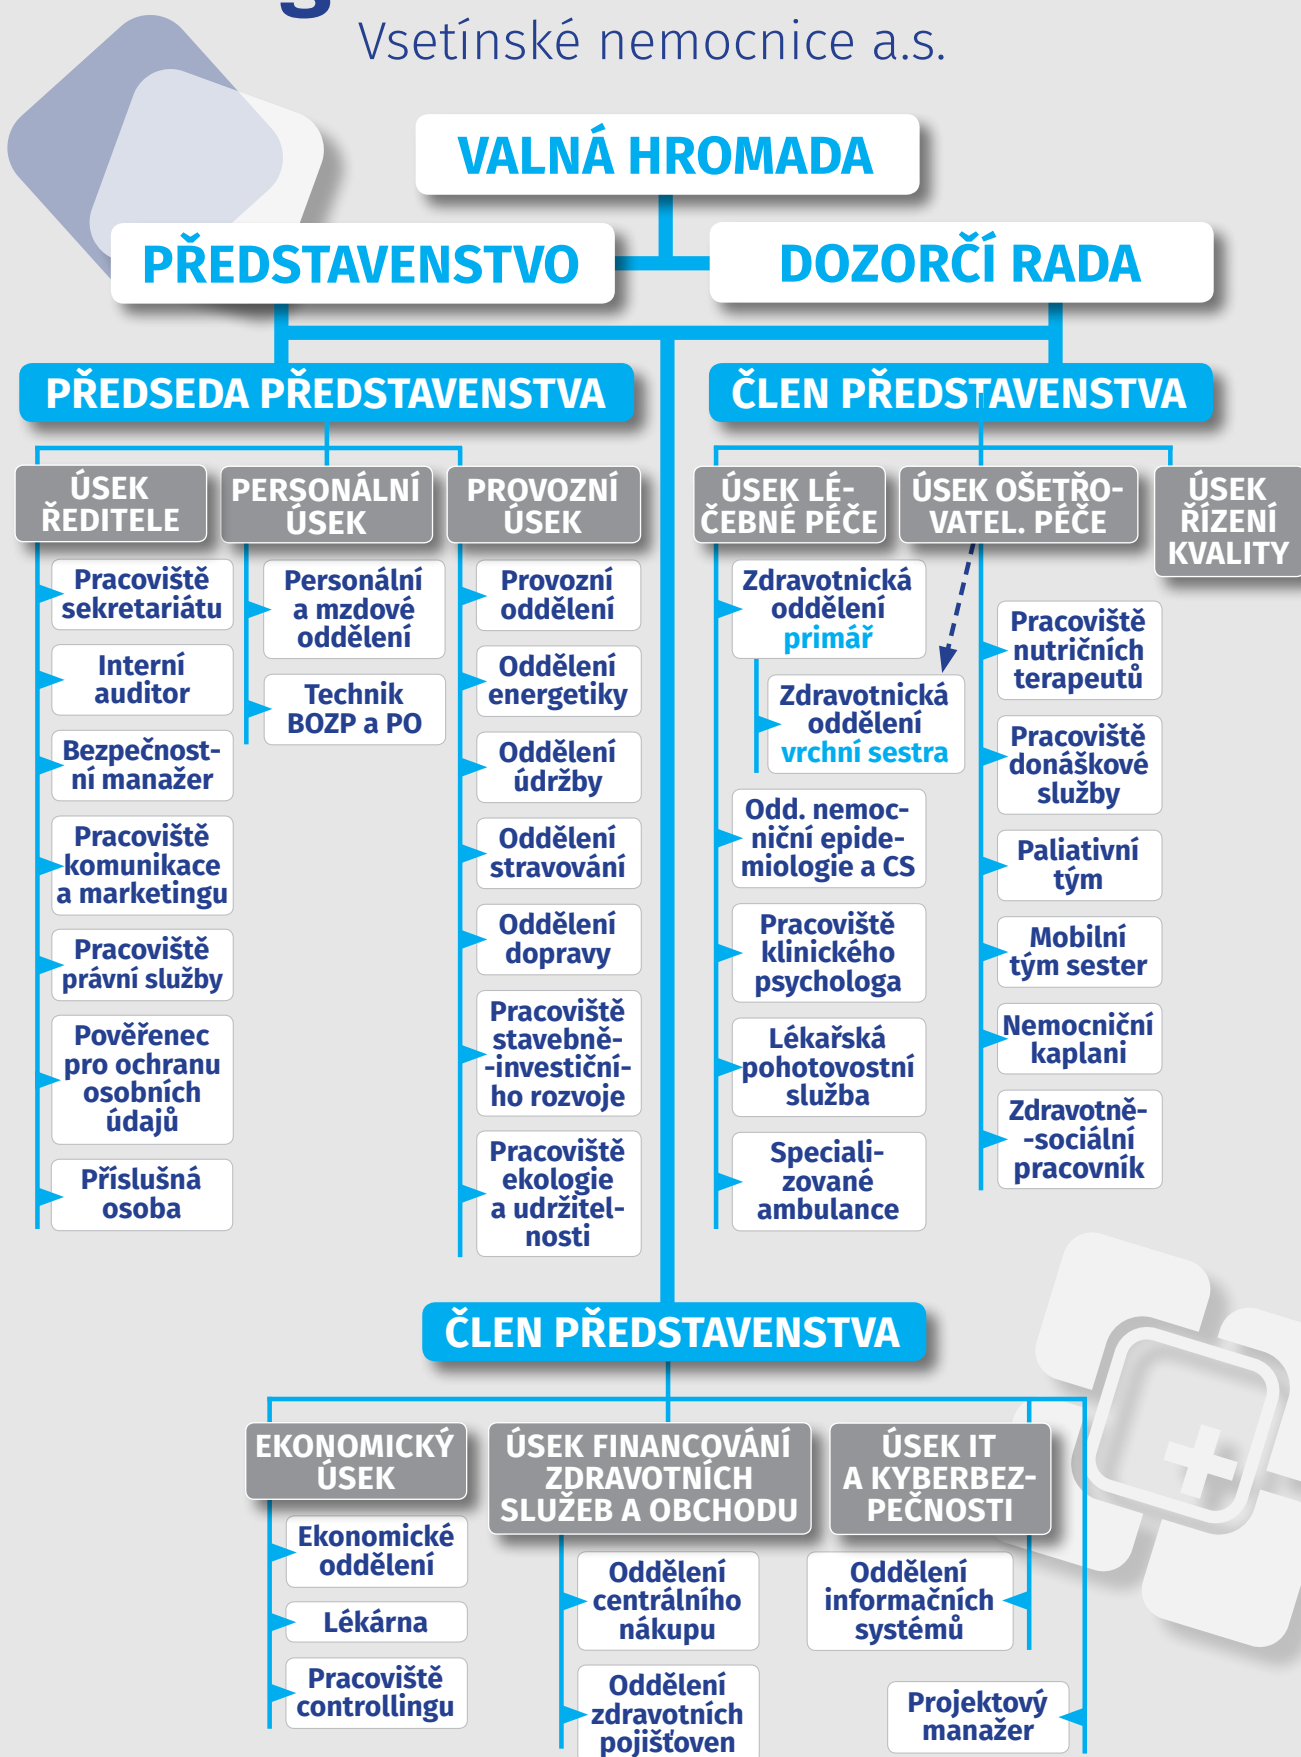 Vsetínské nemocnice a.s.
VALNÁ HROMADA
PŘEDSTAVENSTVO
DOZORČÍ RADA
PŘEDSEDA PŘEDSTAVENSTVA
ÚSEK
ŘEDITELE
Pracoviště
sekretariátu
Interní
auditor
Bezpečnost-
ní manažer
Pracoviště
komunikace
a marketingu
Pracoviště
právní služby
Pověřenec
pro ochranu
osobních
údajů
Příslušná
osoba
PERSONÁLNÍ
ÚSEK
Personální
a mzdové
oddělení
Technik
BOZP a PO
PROVOZNÍ
ÚSEK
Provozní
oddělení
Oddělení
energetiky
Oddělení
údržby
Oddělení
stravování
Oddělení
dopravy
Pracoviště
stavebně-
-investiční-
ho rozvoje
Pracoviště
ekologie
a udržitel-
nosti
ČLEN PŘEDSTAVENSTVA
ÚSEK LÉ-
ČEBNÉ PÉČE
Zdravotnická
oddělení
primář
Zdravotnická
oddělení
vrchní sestra
Odd. nemoc-
niční epide-
miologie a CS
Pracoviště
klinického
psychologa
Lékařská
pohotovostní
služba
Speciali-
zované
ambulance
ÚSEK OŠETŘO-
VATEL. PÉČE
Pracoviště
nutričních
terapeutů
Pracoviště
donáškové
služby
Paliativní
tým
Mobilní
tým sester
Nemocniční
kaplani
Zdravotně-
-sociální
pracovník
ÚSEK
ŘÍZENÍ
KVALITY
ČLEN PŘEDSTAVENSTVA
EKONOMICKÝ
ÚSEK
Ekonomické
oddělení
Lékárna
Pracoviště
controllingu
ÚSEK FINANCOVÁNÍ
ZDRAVOTNÍCH
SLUŽEB A OBCHODU
Oddělení
centrálního
nákupu
Oddělení
zdravotních
pojišťoven
ÚSEK IT
A KYBERBEZ-
PEČNOSTI
Oddělení
informačních
systémů
Projektový
manažer